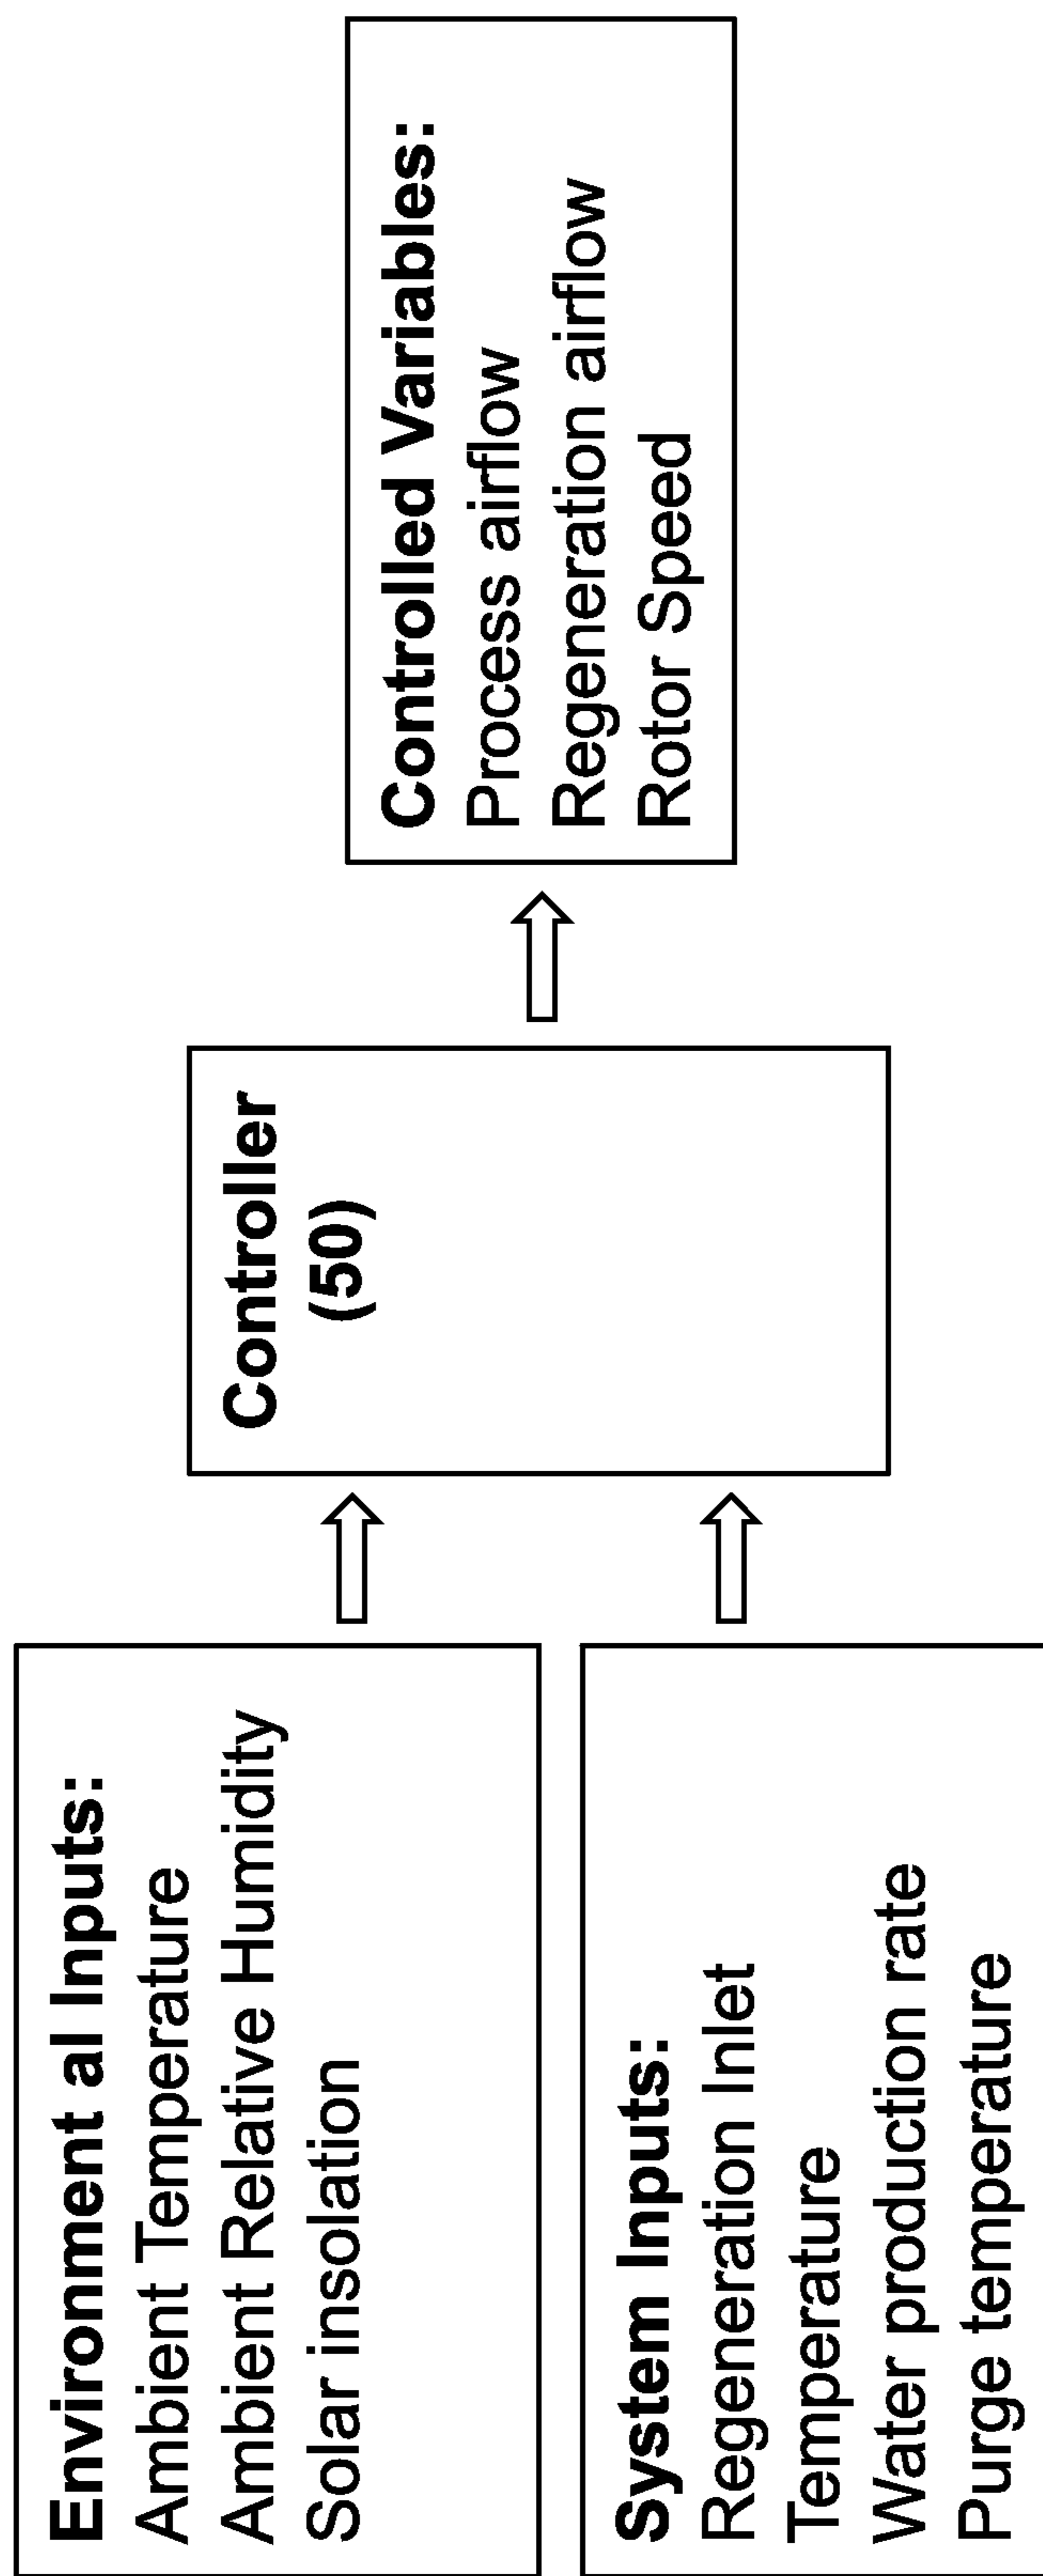 Environment al Inputs:
Ambient Temperature
Ambient Relative Humidity
Solar insolation
System Inputs:
Regeneration Inlet
Temperature
Water production rate
Purge temperature
Controller
(50)
Controlled Variables:
Process airflow
Regeneration airflow
Rotor Speed